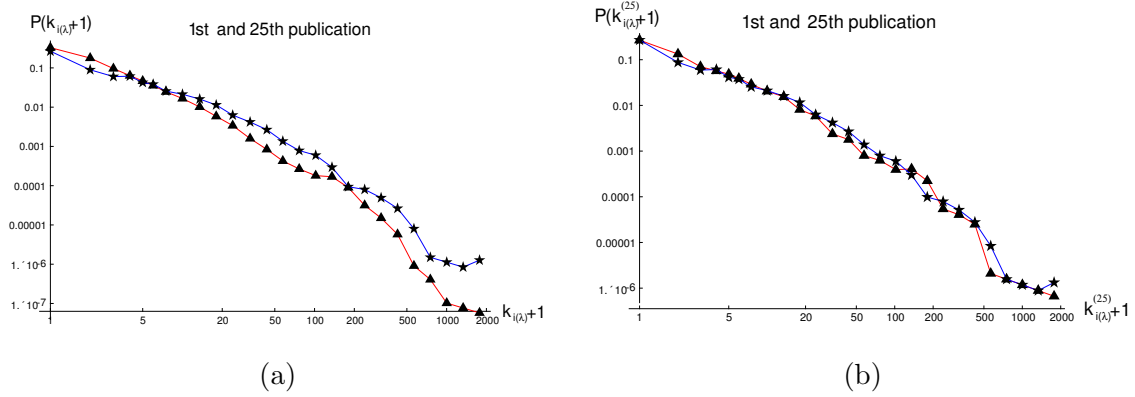 P(k_{i(λ)}+1)
1st and 25th publication
0.1
0.01
0.001
0.0001
0.00001
1.´10^{-6}
1.´10^{-7}
1 5 20 50 100 200 500 1000 2000
k_{i(λ)}+1
(a)
P(k_{i(λ)}^{(25)}+1)
1st and 25th publication
0.1
0.01
0.001
0.0001
0.00001
1.´10^{-6}
1 5 20 50 100 200 500 1000 2000
k_{i(λ)}^{(25)}+1
(b)